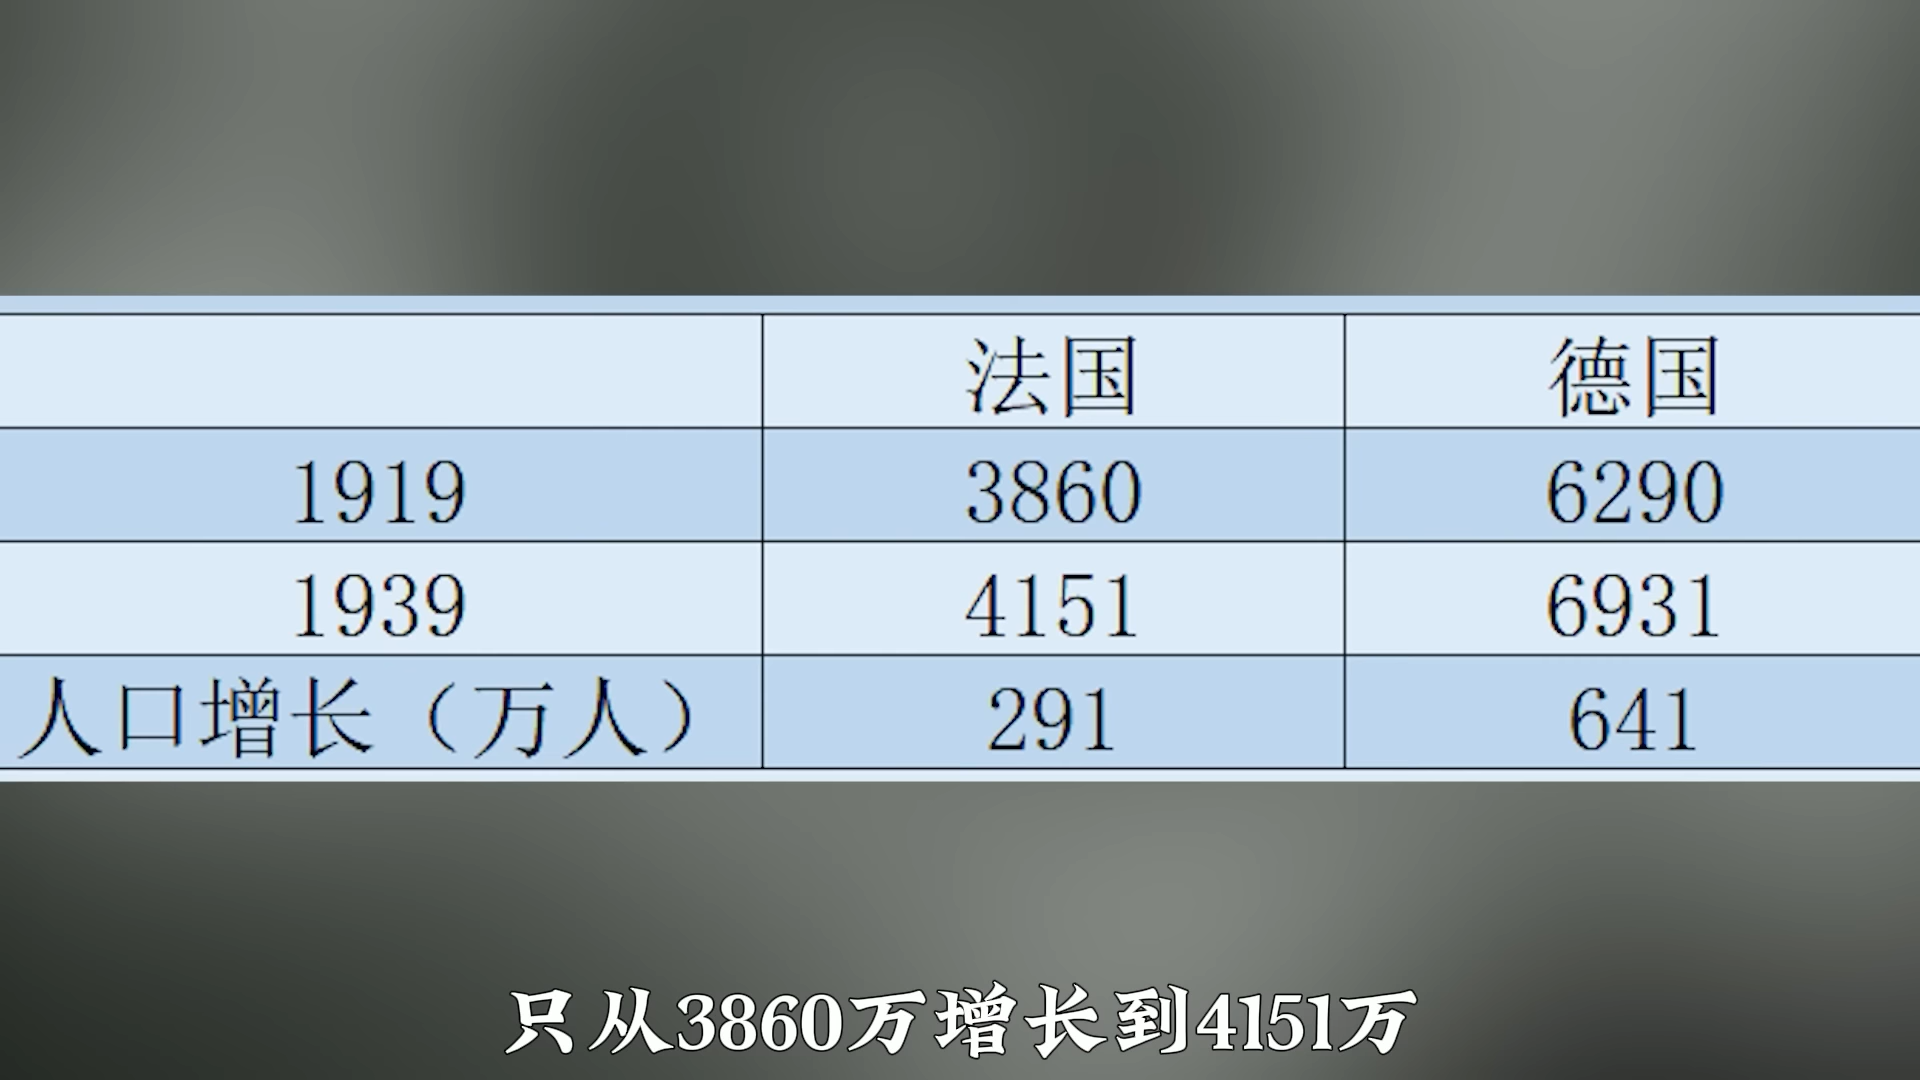 法国 德国
1919 3860 6290
1939 4151 6931
人口增长（万人） 291 641
只从3860万增长到4151万